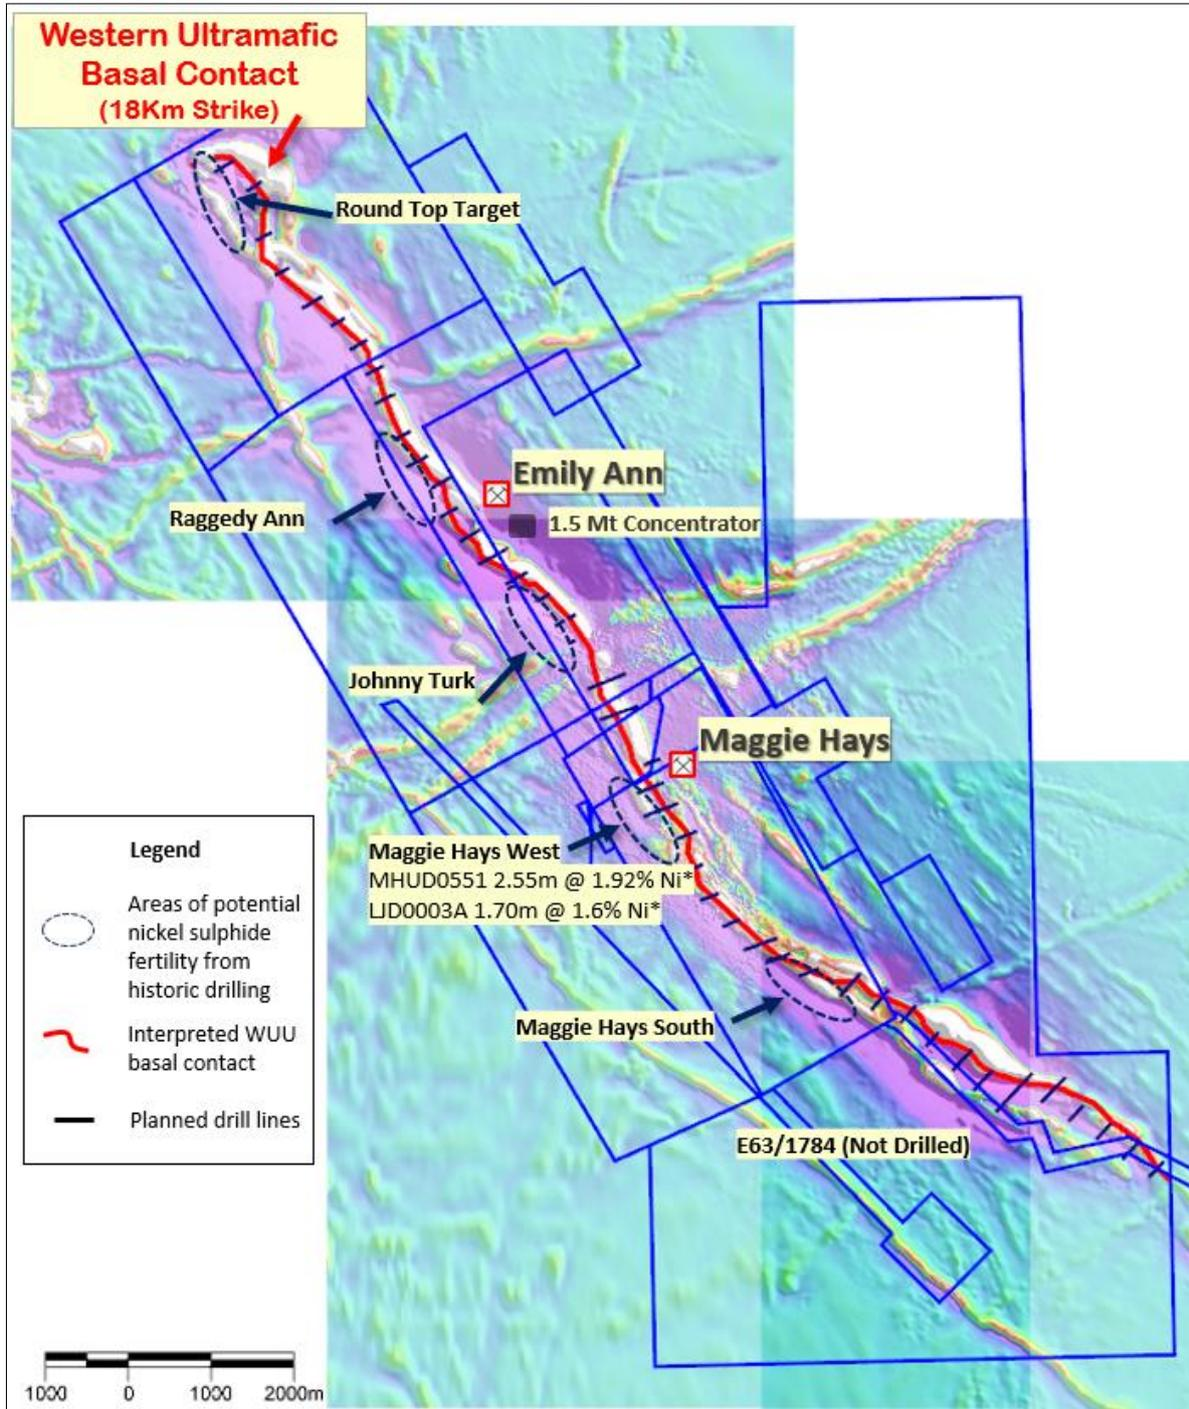 Western Ultramafic
Basal Contact
(18Km Strike)
Round Top Target
Emily Ann
1.5 Mt Concentrator
Raggedy Ann
Johnny Turk
Maggie Hays
Maggie Hays West
MHUD0551 2.55m @ 1.92% Ni*
LJD0003A 1.70m @ 1.6% Ni*
Maggie Hays South
E63/1784 (Not Drilled)
Legend
Areas of potential
nickel sulphide
fertility from
historic drilling
Interpreted WUU
basal contact
Planned drill lines
1000 0 1000 2000m